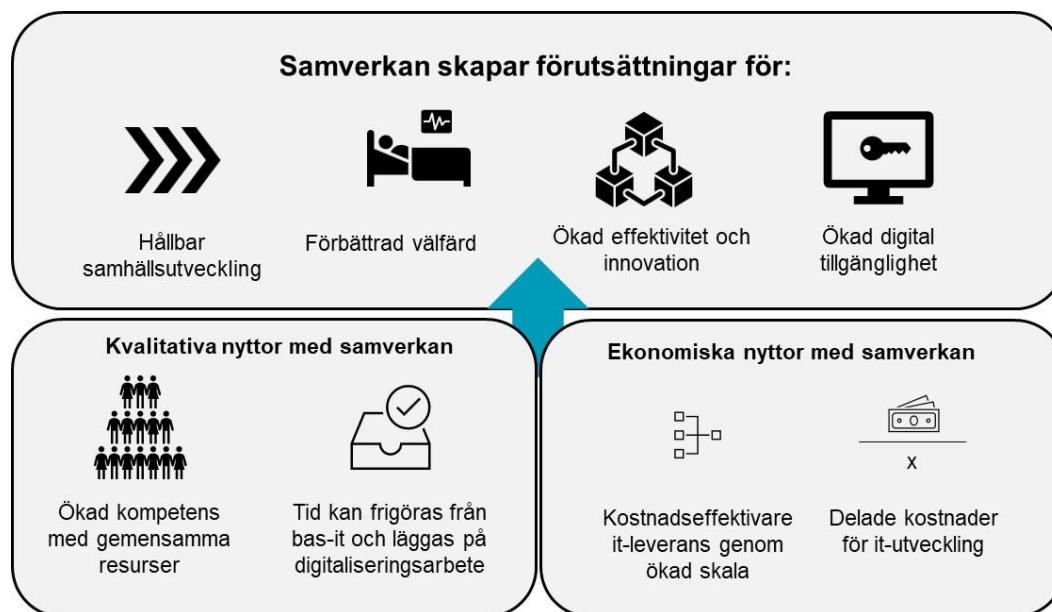 Samverkan skapar förutsättningar för:
Hållbar
samhällsutveckling
Förbättrad välfärd
Ökad effektivitet och
innovation
Ökad digital
tillgänglighet
Kvalitativa nyttor med samverkan
Ökad kompetens
med gemensamma
resurser
Tid kan frigöras från
bas-it och läggas på
digitaliseringsarbete
Ekonomiska nyttor med samverkan
x
Kostnadseffektivare
it-leverans genom
ökad skala
Delade kostnader
för it-utveckling